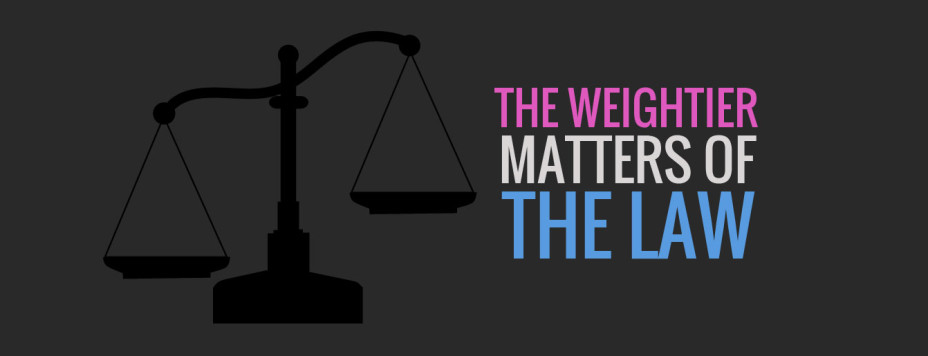 THE WEIGHTIER
MATTERS OF
THE LAW